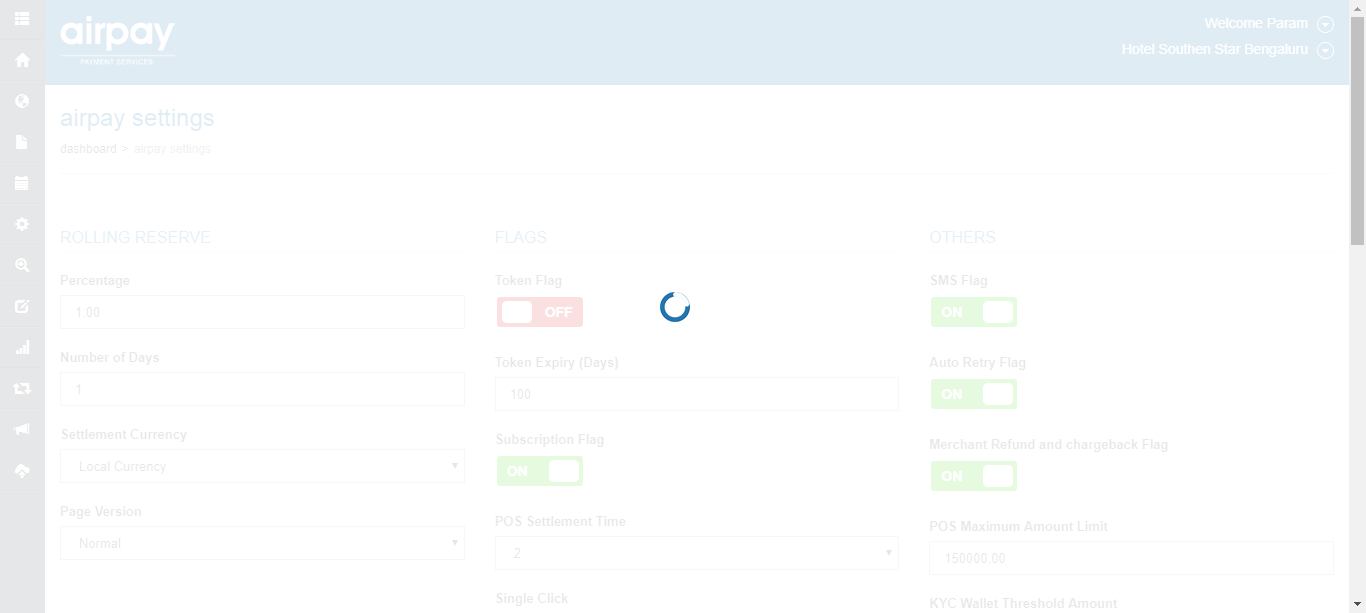 airpay
PAYMENT SERVICES
Welcome Param
Hotel Southen Star Bengaluru
airpay settings
dashboard > airpay settings
ROLLING RESERVE
Percentage
1.00
Number of Days
1
Settlement Currency
Local Currency
Page Version
Normal
FLAGS
Token Flag
OFF
Token Expiry (Days)
100
Subscription Flag
ON
POS Settlement Time
2
Single Click
OTHERS
SMS Flag
ON
Auto Retry Flag
ON
Merchant Refund and chargeback Flag
ON
POS Maximum Amount Limit
150000.00
KYC Wallet Threshold Amount